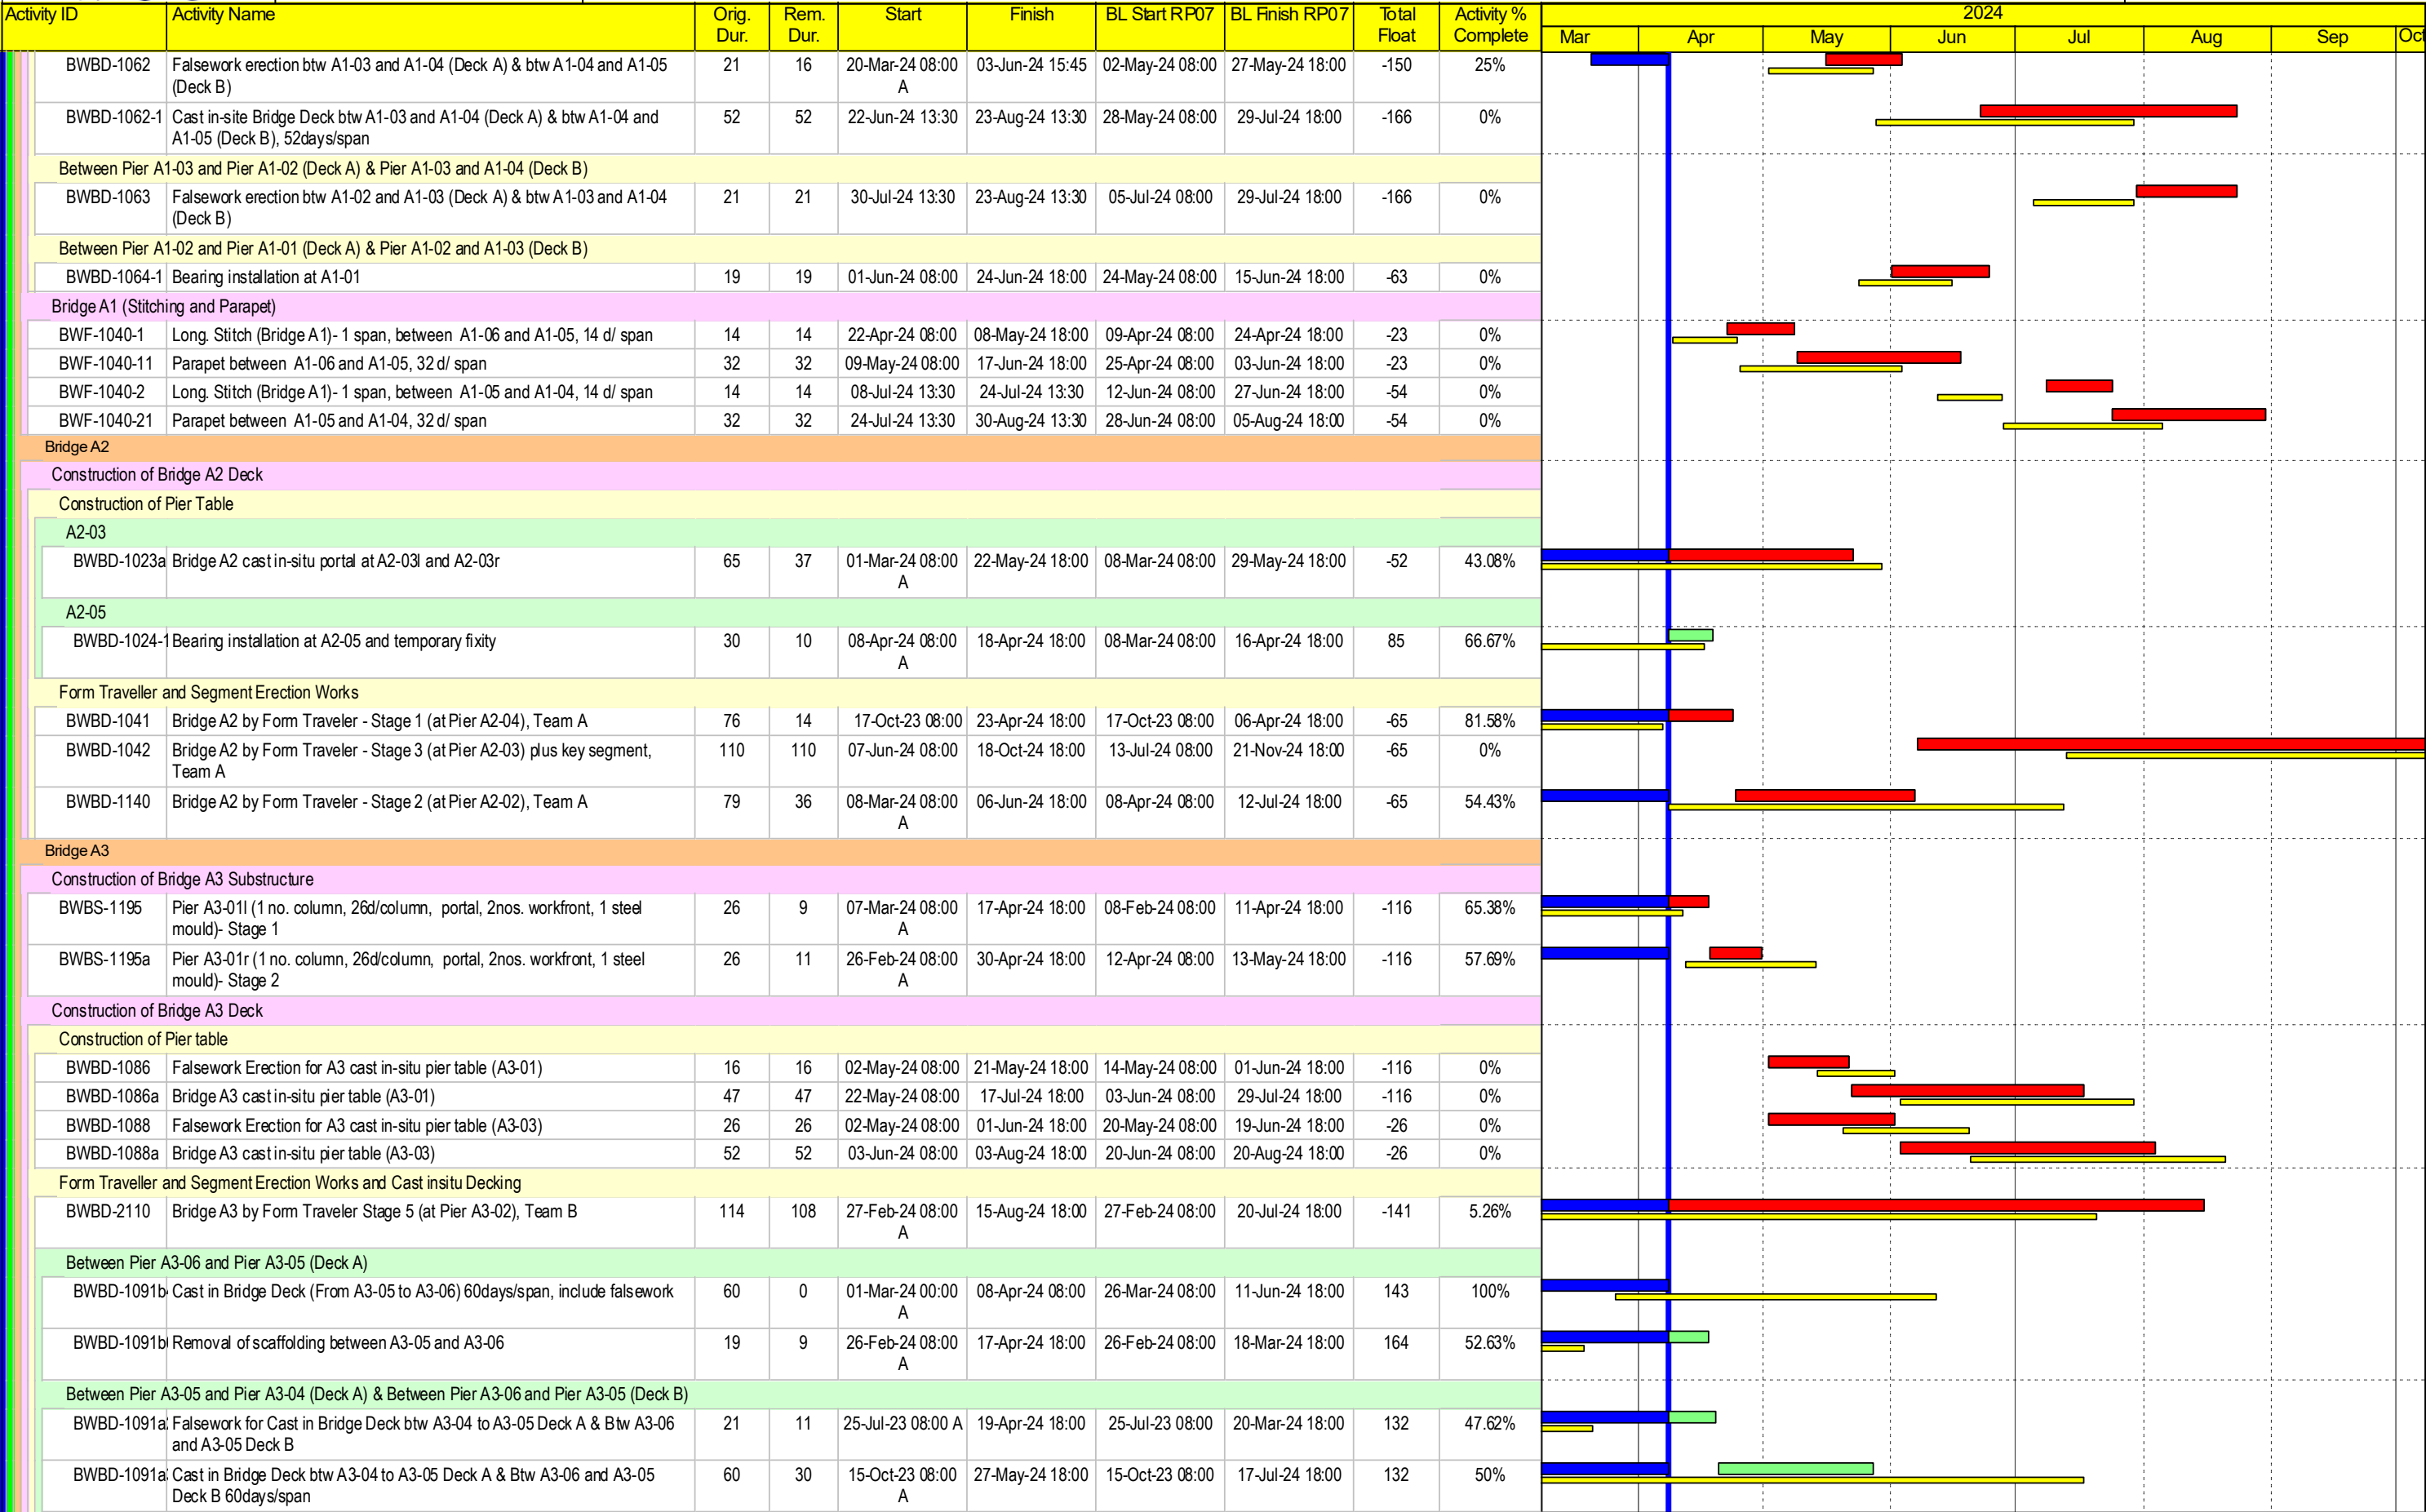 Activity ID Activity Name Orig. Dur. Rem. Dur. Start Finish BL Start RP07 BL Finish RP07 Total Float Activity % Complete 2024
Mar Apr May Jun Jul Aug Sep Oct
BWBD-1062 Falsework erection btw A1-03 and A1-04 (Deck A) & btw A1-04 and A1-05 21 16 20-Mar-24 08:00 03-Jun-24 15:45 02-May-24 08:00 27-May-24 18:00 -150 25%
(Deck B) A
BWBD-1062-1 Cast in-site Bridge Deck btw A1-03 and A1-04 (Deck A) & btw A1-04 and 52 52 22-Jun-24 13:30 23-Aug-24 13:30 28-May-24 08:00 29-Jul-24 18:00 -166 0%
A1-05 (Deck B), 52days/span
Between Pier A1-03 and Pier A1-02 (Deck A) & Pier A1-03 and A1-04 (Deck B)
BWBD-1063 Falsework erection btw A1-02 and A1-03 (Deck A) & btw A1-03 and A1-04 21 21 30-Jul-24 13:30 23-Aug-24 13:30 05-Jul-24 08:00 29-Jul-24 18:00 -166 0%
(Deck B)
Between Pier A1-02 and Pier A1-01 (Deck A) & Pier A1-02 and A1-03 (Deck B)
BWBD-1064-1 Bearing installation at A1-01 19 19 01-Jun-24 08:00 24-Jun-24 18:00 24-May-24 08:00 15-Jun-24 18:00 -63 0%
Bridge A1 (Stitching and Parapet)
BWF-1040-1 Long. Stitch (Bridge A1)- 1 span, between A1-06 and A1-05, 14 d/ span 14 14 22-Apr-24 08:00 08-May-24 18:00 09-Apr-24 08:00 24-Apr-24 18:00 -23 0%
BWF-1040-11 Parapet between A1-06 and A1-05, 32 d/ span 32 32 09-May-24 08:00 17-Jun-24 18:00 25-Apr-24 08:00 03-Jun-24 18:00 -23 0%
BWF-1040-2 Long. Stitch (Bridge A1)- 1 span, between A1-05 and A1-04, 14 d/ span 14 14 08-Jul-24 13:30 24-Jul-24 13:30 12-Jun-24 08:00 27-Jun-24 18:00 -54 0%
BWF-1040-21 Parapet between A1-05 and A1-04, 32 d/ span 32 32 24-Jul-24 13:30 30-Aug-24 13:30 28-Jun-24 08:00 05-Aug-24 18:00 -54 0%
Bridge A2
Construction of Bridge A2 Deck
Construction of Pier Table
A2-03
BWBD-1023a Bridge A2 cast in-situ portal at A2-03l and A2-03r 65 37 01-Mar-24 08:00 22-May-24 18:00 08-Mar-24 08:00 29-May-24 18:00 -52 43.08%
A
A2-05
BWBD-1024-1 Bearing installation at A2-05 and temporary fixity 30 10 08-Apr-24 08:00 18-Apr-24 18:00 08-Mar-24 08:00 16-Apr-24 18:00 85 66.67%
A
Form Traveller and Segment Erection Works
BWBD-1041 Bridge A2 by Form Traveler - Stage 1 (at Pier A2-04), Team A 76 14 17-Oct-23 08:00 23-Apr-24 18:00 17-Oct-23 08:00 06-Apr-24 18:00 -65 81.58%
BWBD-1042 Bridge A2 by Form Traveler - Stage 3 (at Pier A2-03) plus key segment, 110 110 07-Jun-24 08:00 18-Oct-24 18:00 13-Jul-24 08:00 21-Nov-24 18:00 -65 0%
Team A
BWBD-1140 Bridge A2 by Form Traveler - Stage 2 (at Pier A2-02), Team A 79 36 08-Mar-24 08:00 06-Jun-24 18:00 08-Apr-24 08:00 12-Jul-24 18:00 -65 54.43%
A
Bridge A3
Construction of Bridge A3 Substructure
BWBS-1195 Pier A3-01l (1 no. column, 26d/column, portal, 2nos. workfront, 1 steel 26 9 07-Mar-24 08:00 17-Apr-24 18:00 08-Feb-24 08:00 11-Apr-24 18:00 -116 65.38%
mould)- Stage 1 A
BWBS-1195a Pier A3-01r (1 no. column, 26d/column, portal, 2nos. workfront, 1 steel 26 11 26-Feb-24 08:00 30-Apr-24 18:00 12-Apr-24 08:00 13-May-24 18:00 -116 57.69%
mould)- Stage 2 A
Construction of Bridge A3 Deck
Construction of Pier table
BWBD-1086 Falsework Erection for A3 cast in-situ pier table (A3-01) 16 16 02-May-24 08:00 21-May-24 18:00 14-May-24 08:00 01-Jun-24 18:00 -116 0%
BWBD-1086a Bridge A3 cast in-situ pier table (A3-01) 47 47 22-May-24 08:00 17-Jul-24 18:00 03-Jun-24 08:00 29-Jul-24 18:00 -116 0%
BWBD-1088 Falsework Erection for A3 cast in-situ pier table (A3-03) 26 26 02-May-24 08:00 01-Jun-24 18:00 20-May-24 08:00 19-Jun-24 18:00 -26 0%
BWBD-1088a Bridge A3 cast in-situ pier table (A3-03) 52 52 03-Jun-24 08:00 03-Aug-24 18:00 20-Jun-24 08:00 20-Aug-24 18:00 -26 0%
Form Traveller and Segment Erection Works and Cast insitu Decking
BWBD-2110 Bridge A3 by Form Traveler Stage 5 (at Pier A3-02), Team B 114 108 27-Feb-24 08:00 15-Aug-24 18:00 27-Feb-24 08:00 20-Jul-24 18:00 -141 5.26%
A
Between Pier A3-06 and Pier A3-05 (Deck A)
BWBD-1091b Cast in Bridge Deck (From A3-05 to A3-06) 60days/span, include falsework 60 0 01-Mar-24 00:00 08-Apr-24 08:00 26-Mar-24 08:00 11-Jun-24 18:00 143 100%
A
BWBD-1091b Removal of scaffolding between A3-05 and A3-06 19 9 26-Feb-24 08:00 17-Apr-24 18:00 26-Feb-24 08:00 18-Mar-24 18:00 164 52.63%
A
Between Pier A3-05 and Pier A3-04 (Deck A) & Between Pier A3-06 and Pier A3-05 (Deck B)
BWBD-1091a Falsework for Cast in Bridge Deck btw A3-04 to A3-05 Deck A & Btw A3-06 21 11 25-Jul-23 08:00 A 19-Apr-24 18:00 25-Jul-23 08:00 20-Mar-24 18:00 132 47.62%
and A3-05 Deck B
BWBD-1091a Cast in Bridge Deck btw A3-04 to A3-05 Deck A & Btw A3-06 and A3-05 60 30 15-Oct-23 08:00 27-May-24 18:00 15-Oct-23 08:00 17-Jul-24 18:00 132 50%
Deck B 60days/span A